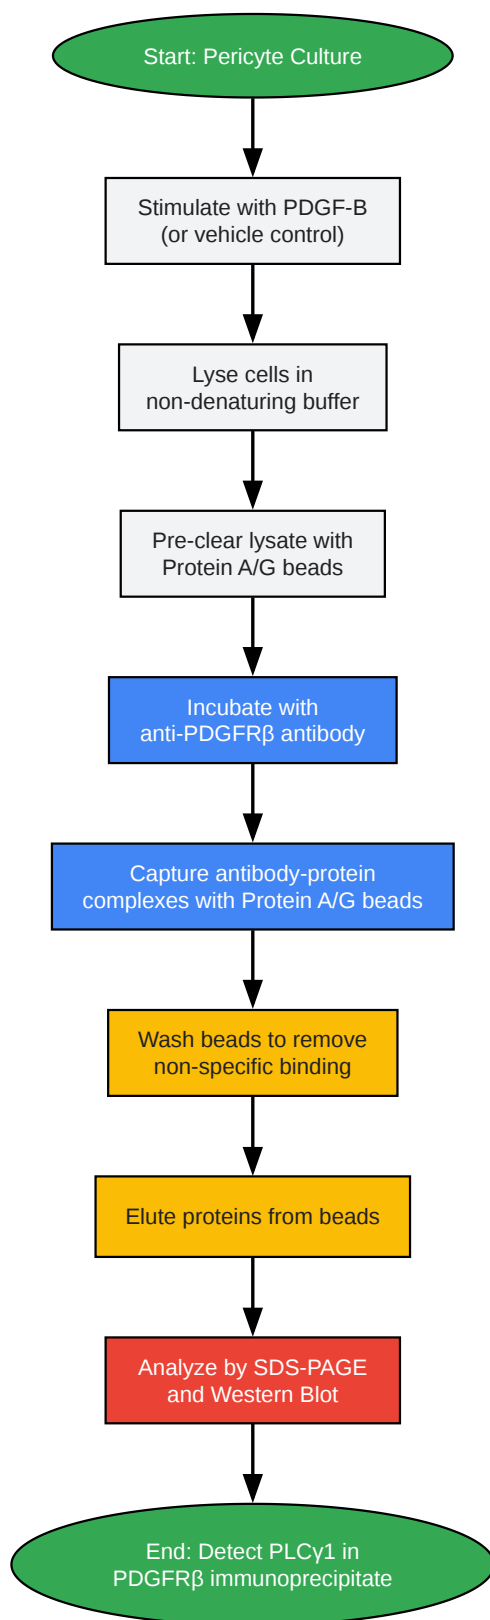 Start: Pericyte Culture
Stimulate with PDGF-B
(or vehicle control)
Lyse cells in
non-denaturing buffer
Pre-clear lysate with
Protein A/G beads
Incubate with
anti-PDGFRβ antibody
Capture antibody-protein
complexes with Protein A/G beads
Wash beads to remove
non-specific binding
Elute proteins from beads
Analyze by SDS-PAGE
and Western Blot
End: Detect PLCγ1 in
PDGFRβ immunoprecipitate